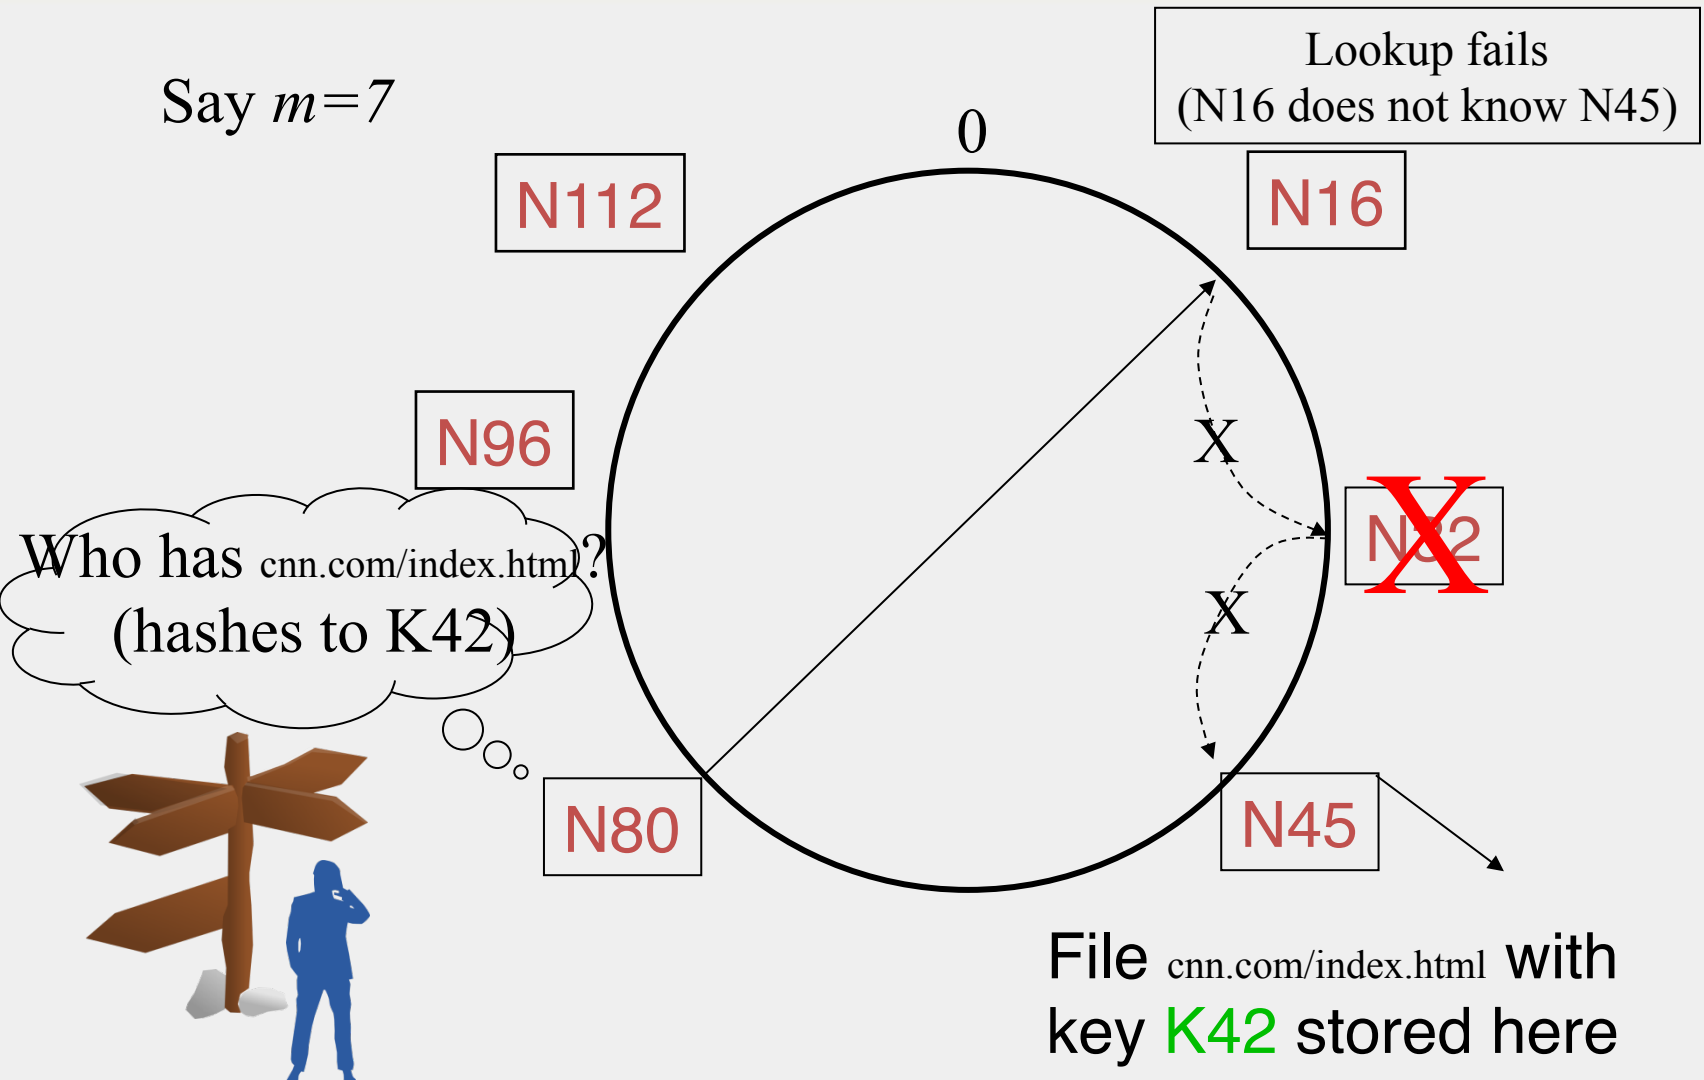 Say m=7
Lookup fails
(N16 does not know N45)
0
N112
N16
N96
N32
X
X
X
Who has cnn.com/index.html?
(hashes to K42)
N80
N45
File cnn.com/index.html with
key K42 stored here